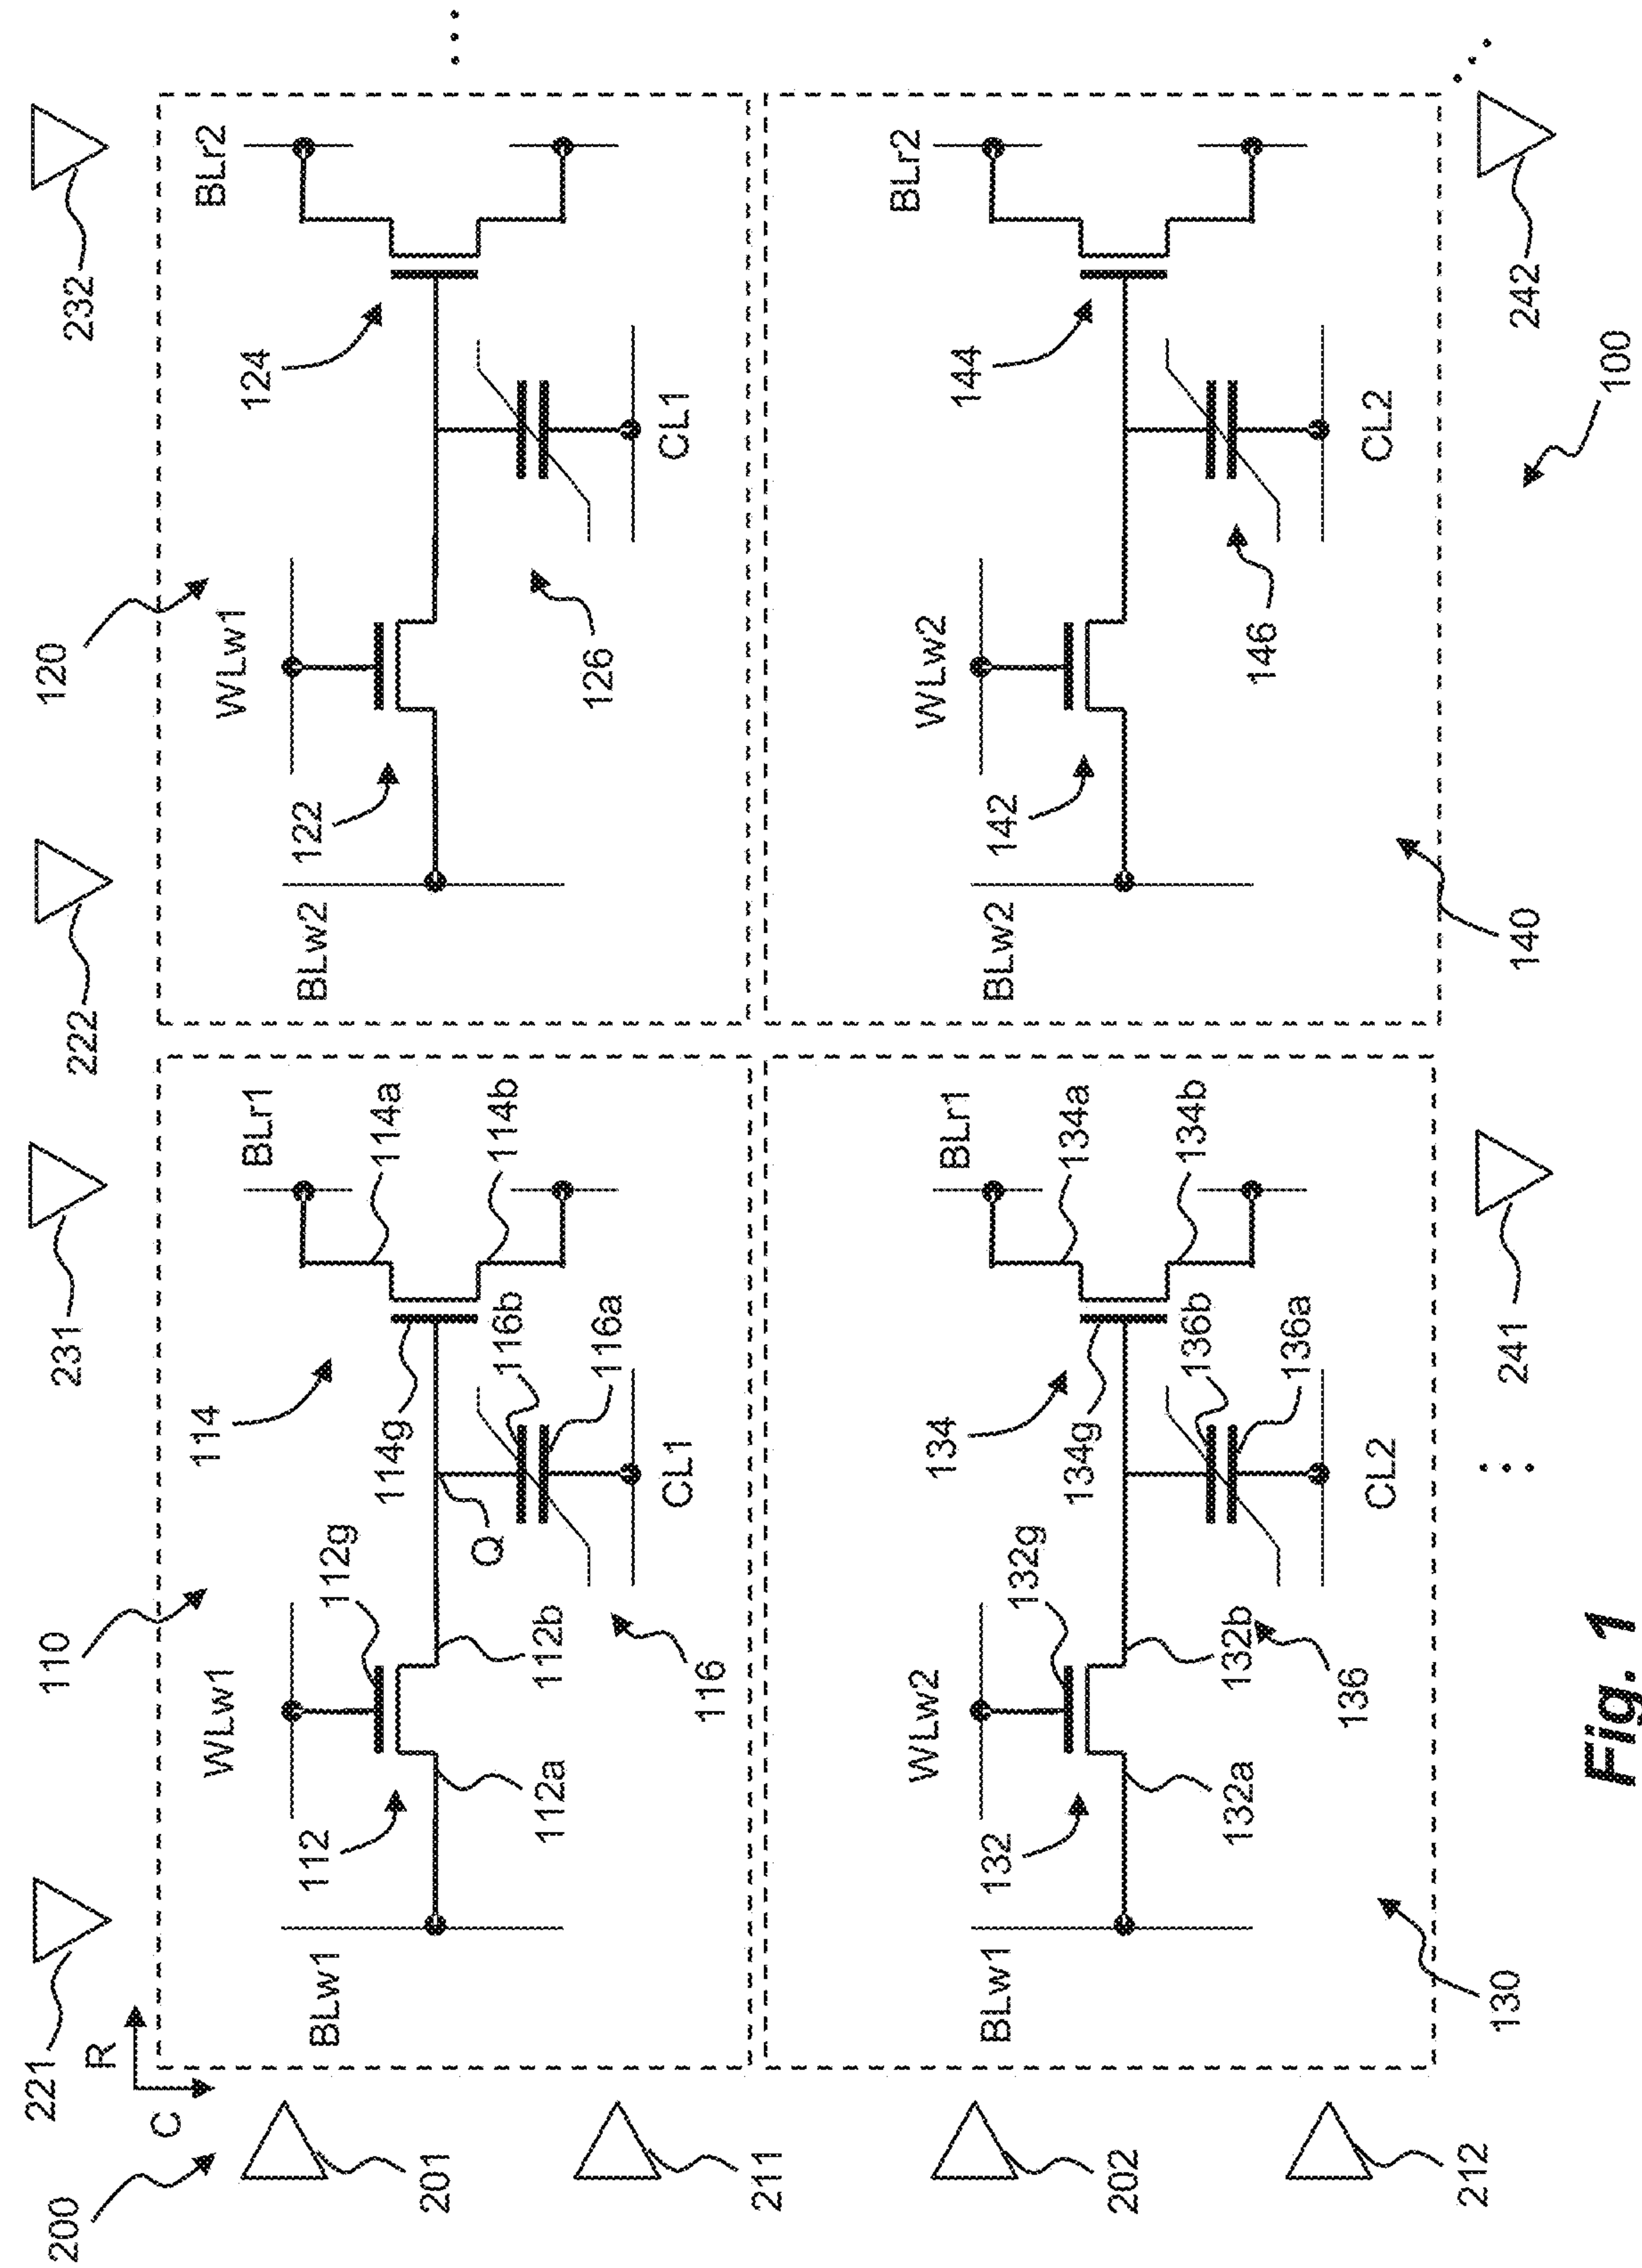 200
R
C
221
231
222
232
110
120
WLw1
BLr1
WLw1
BLr2
114
124
112g
114a
BLw1
112
114g
BLw2
122
Q
116b
114b
112a
112b
116a
126
201
116
CL1
CL1
211
WLw2
BLr1
WLw2
BLr2
134
144
132g
134a
BLw1
132
134g
BLw2
142
136b
134b
202
132a
132b
136a
146
136
CL2
CL2
212
130
241
140
242
100
Fig. 1